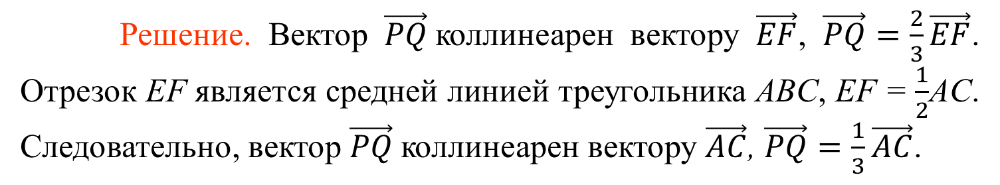 Решение. Вектор $\overrightarrow{PQ}$ коллинеарен вектору $\overrightarrow{EF}$, $\overrightarrow{PQ} = \frac{2}{3}\overrightarrow{EF}$.
Отрезок EF является средней линией треугольника ABC, EF = $\frac{1}{2}$AC.
Следовательно, вектор $\overrightarrow{PQ}$ коллинеарен вектору $\overrightarrow{AC}$, $\overrightarrow{PQ} = \frac{1}{3}\overrightarrow{AC}$.